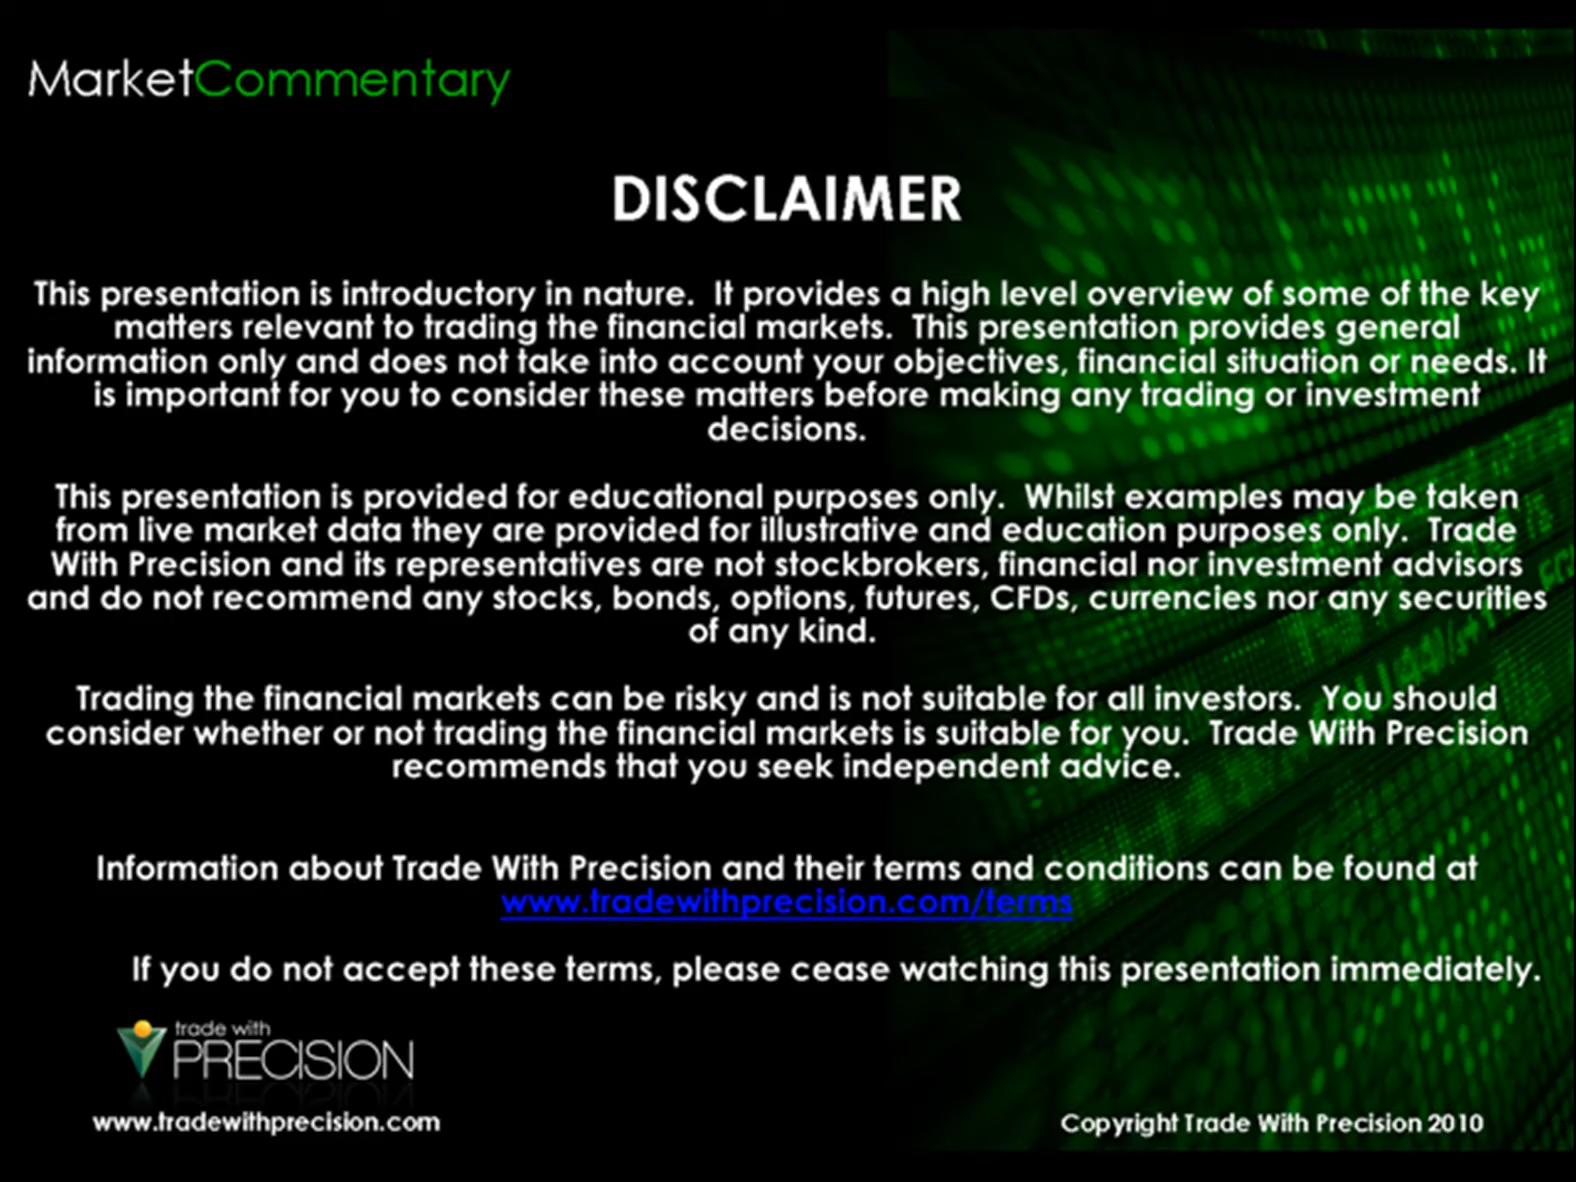 MarketCommentary
DISCLAIMER
This presentation is introductory in nature.  It provides a high level overview of some of the key
matters relevant to trading the financial markets.  This presentation provides general
information only and does not take into account your objectives, financial situation or needs. It
is important for you to consider these matters before making any trading or investment
decisions.
This presentation is provided for educational purposes only.  Whilst examples may be taken
from live market data they are provided for illustrative and education purposes only.  Trade
With Precision and its representatives are not stockbrokers, financial nor investment advisors
and do not recommend any stocks, bonds, options, futures, CFDs, currencies nor any securities
of any kind.
Trading the financial markets can be risky and is not suitable for all investors.  You should
consider whether or not trading the financial markets is suitable for you.  Trade With Precision
recommends that you seek independent advice.
Information about Trade With Precision and their terms and conditions can be found at
www.tradewithprecision.com/terms
If you do not accept these terms, please cease watching this presentation immediately.
trade with
PRECISION
www.tradewithprecision.com
Copyright Trade With Precision 2010